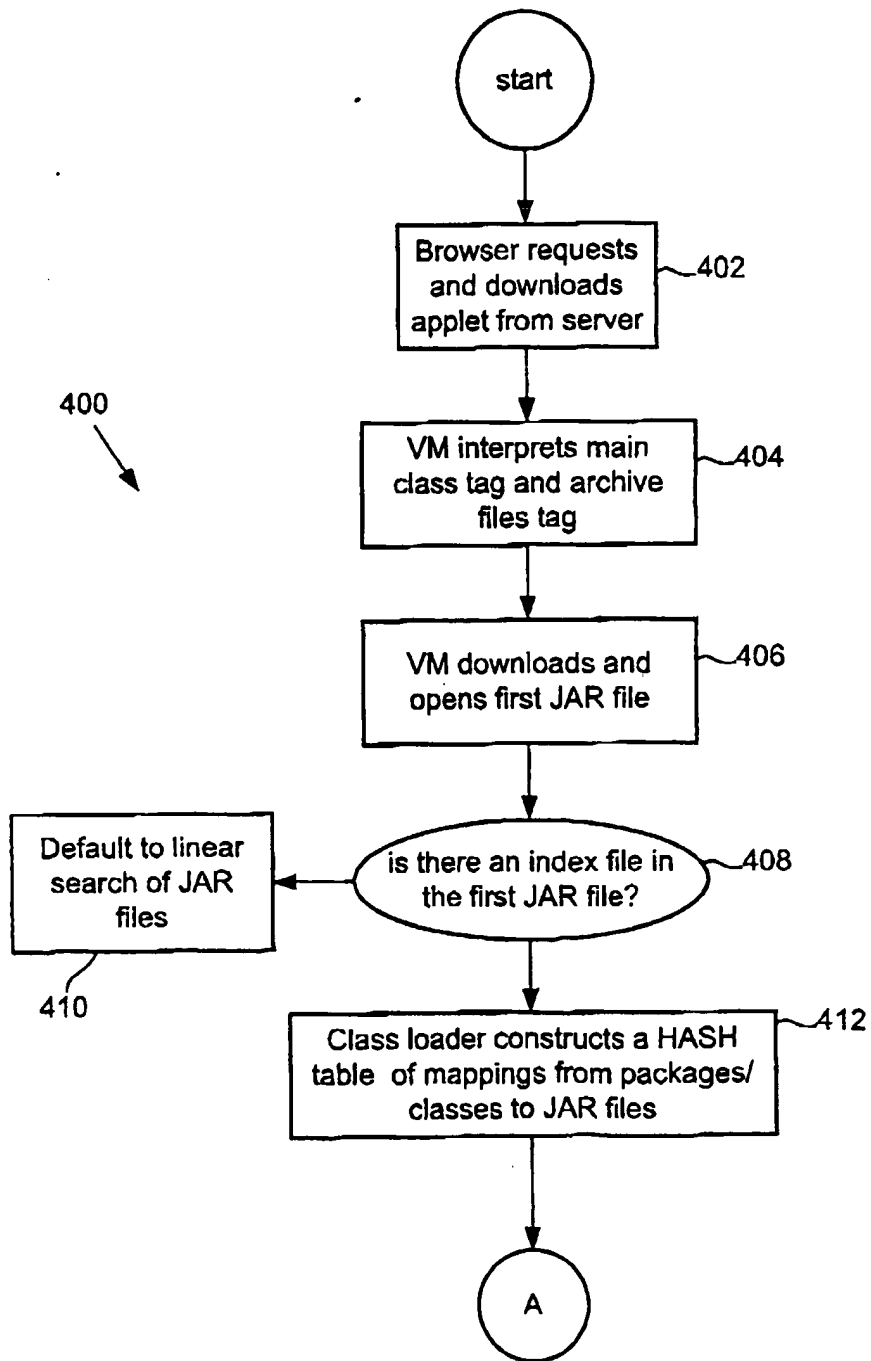 start
Browser requests
and downloads
applet from server
402
400
VM interprets main
class tag and archive
files tag
404
VM downloads and
opens first JAR file
406
is there an index file in
the first JAR file?
408
Default to linear
search of JAR
files
410
Class loader constructs a HASH
table of mappings from packages/
classes to JAR files
412
A